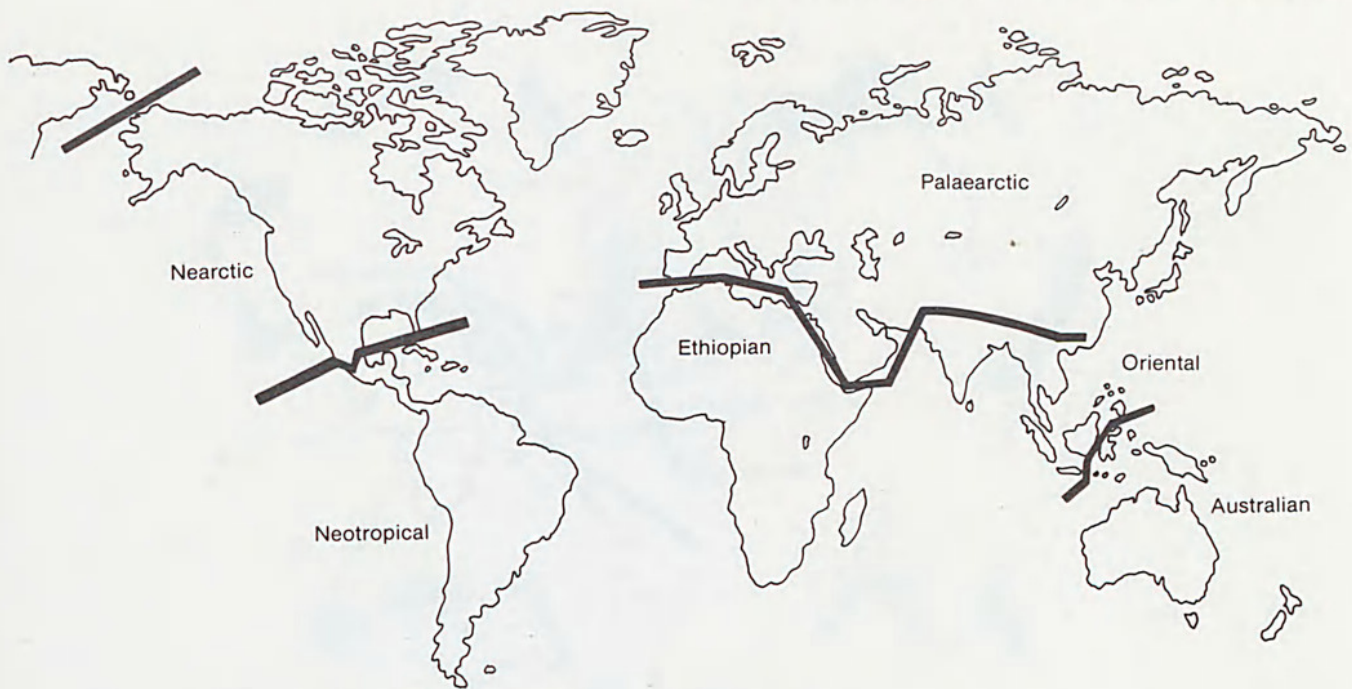 Palaearctic
Nearctic
Ethiopian
Oriental
Neotropical
Australian